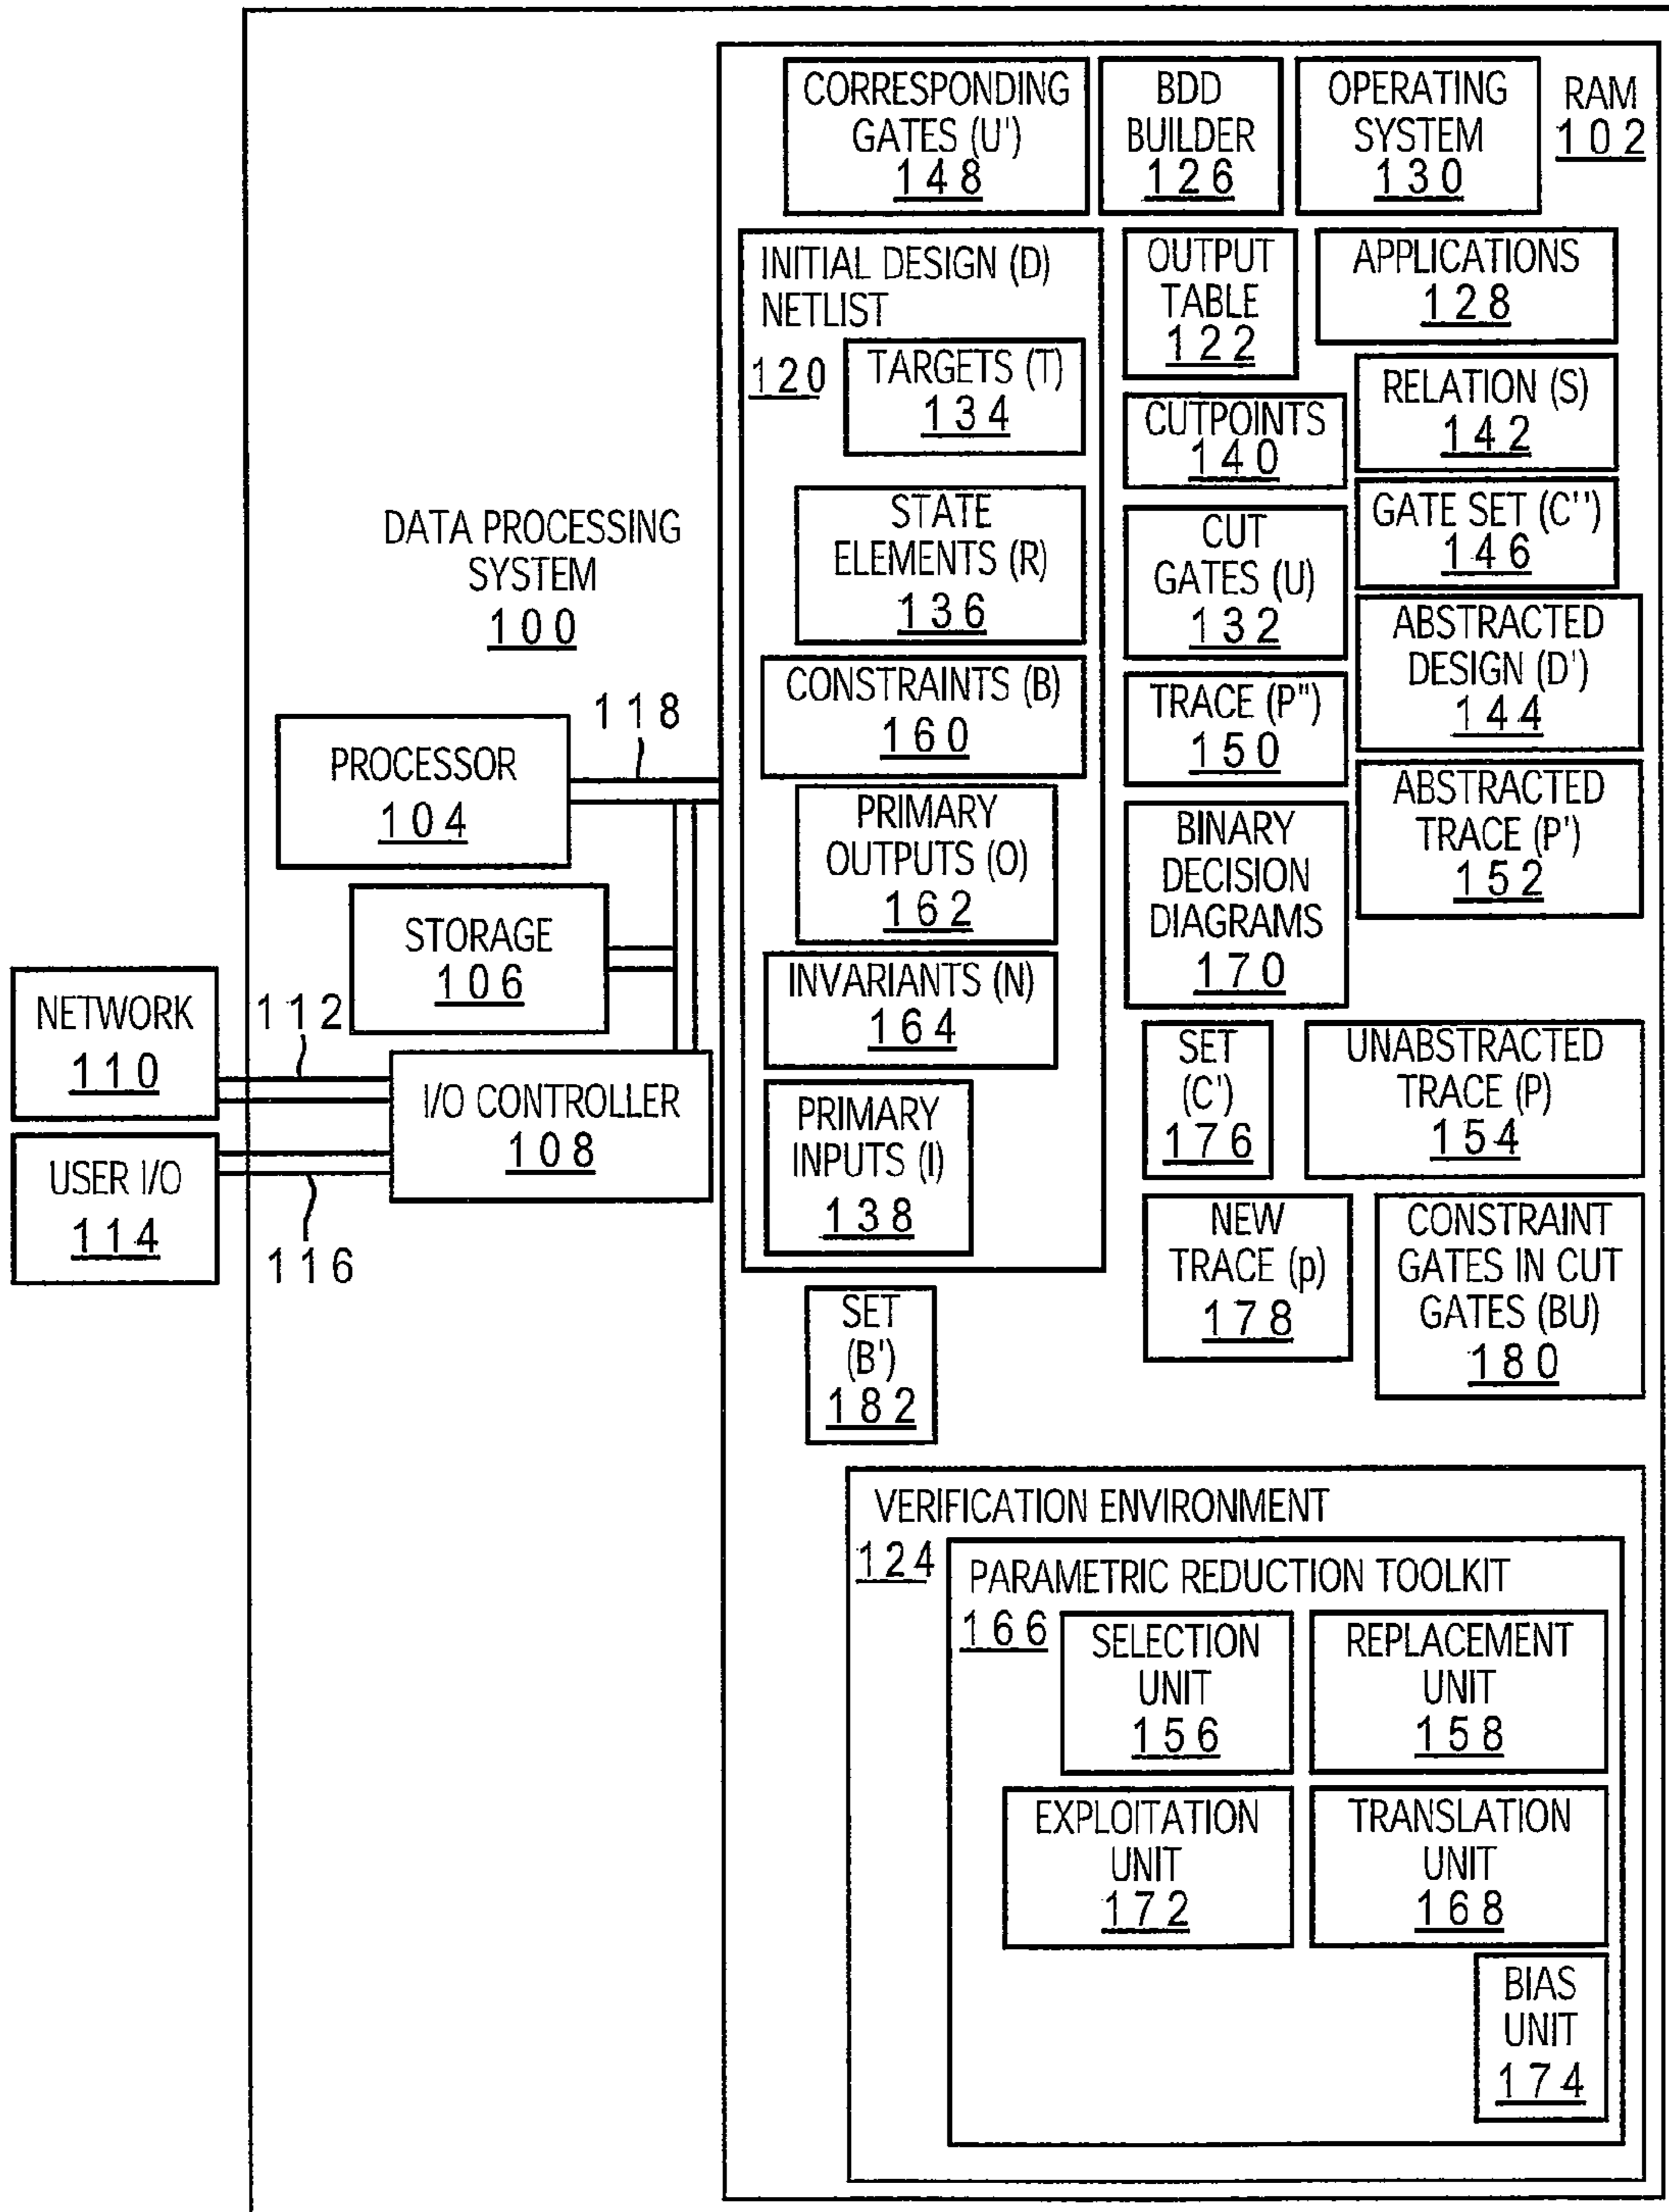 CORRESPONDING
GATES (U')
148
BDD
BUILDER
126
OPERATING
SYSTEM
130
RAM
102
INITIAL DESIGN (D)
NETLIST
120
TARGETS (T)
134
STATE
ELEMENTS (R)
136
CONSTRAINTS (B)
160
PRIMARY
OUTPUTS (O)
162
INVARIANTS (N)
164
PRIMARY
INPUTS (I)
138
OUTPUT
TABLE
122
APPLICATIONS
128
CUTPOINTS
140
RELATION (S)
142
CUT
GATES (U)
132
GATE SET (C'')
146
TRACE (P")
150
ABSTRACTED
DESIGN (D')
144
BINARY
DECISION
DIAGRAMS
170
ABSTRACTED
TRACE (P')
152
SET
(C')
176
UNABSTRACTED
TRACE (P)
154
NEW
TRACE (p)
178
CONSTRAINT
GATES IN CUT
GATES (BU)
180
SET
(B')
182
DATA PROCESSING
SYSTEM
100
118
PROCESSOR
104
STORAGE
106
NETWORK
110
112
I/O CONTROLLER
108
USER I/O
114
116
VERIFICATION ENVIRONMENT
124
PARAMETRIC REDUCTION TOOLKIT
166
SELECTION
UNIT
156
REPLACEMENT
UNIT
158
EXPLOITATION
UNIT
172
TRANSLATION
UNIT
168
BIAS
UNIT
174